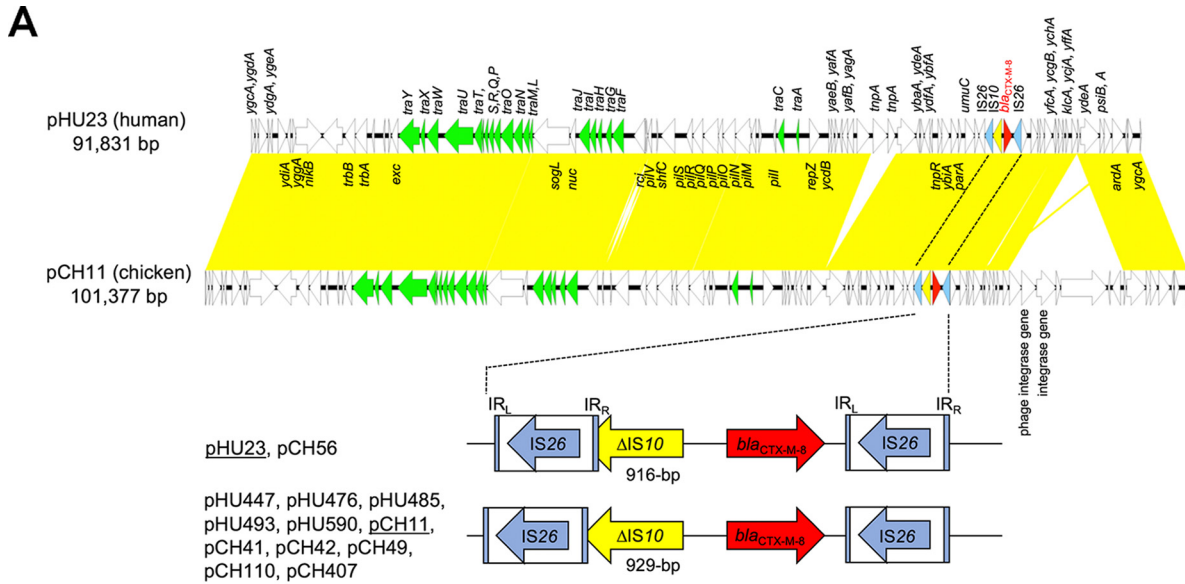 A
ygcA,ygdA
ydgA, ygeA
traY
traX
traW
traU
traT,
S,R,Q,P
traO
traN
traM,L
traJ
traI
traH
traG
traF
traC
traA
yaeB, yafA
yafB, yagA
tnpA
tnpA
ybaA, ydeA
ydfA, ybfA
umuC
IS26
IS10
blaCTX-M-8
IS26
yfcA, ycgB, ychA
klcA, ycjA, yffA
ydeA
psiB, A
pHU23 (human)
91,831 bp
ydiA
yggA
nikB
trbB
trbA
exc
sogL
nuc
rci
pilV
shfC
pilS
pilR
pilQ
pilP
pilO
pilN
pilM
pilI
repZ
ycdB
tnpR
ybiA
parA
ardA
ygcA
pCH11 (chicken)
101,377 bp
phage integrase gene
integrase gene
IRL IRR IRL IRR
pHU23, pCH56
IS26 ΔIS10 blaCTX-M-8 IS26
916-bp
pHU447, pHU476, pHU485,
pHU493, pHU590, pCH11,
pCH41, pCH42, pCH49,
pCH110, pCH407
IS26 ΔIS10 blaCTX-M-8 IS26
929-bp